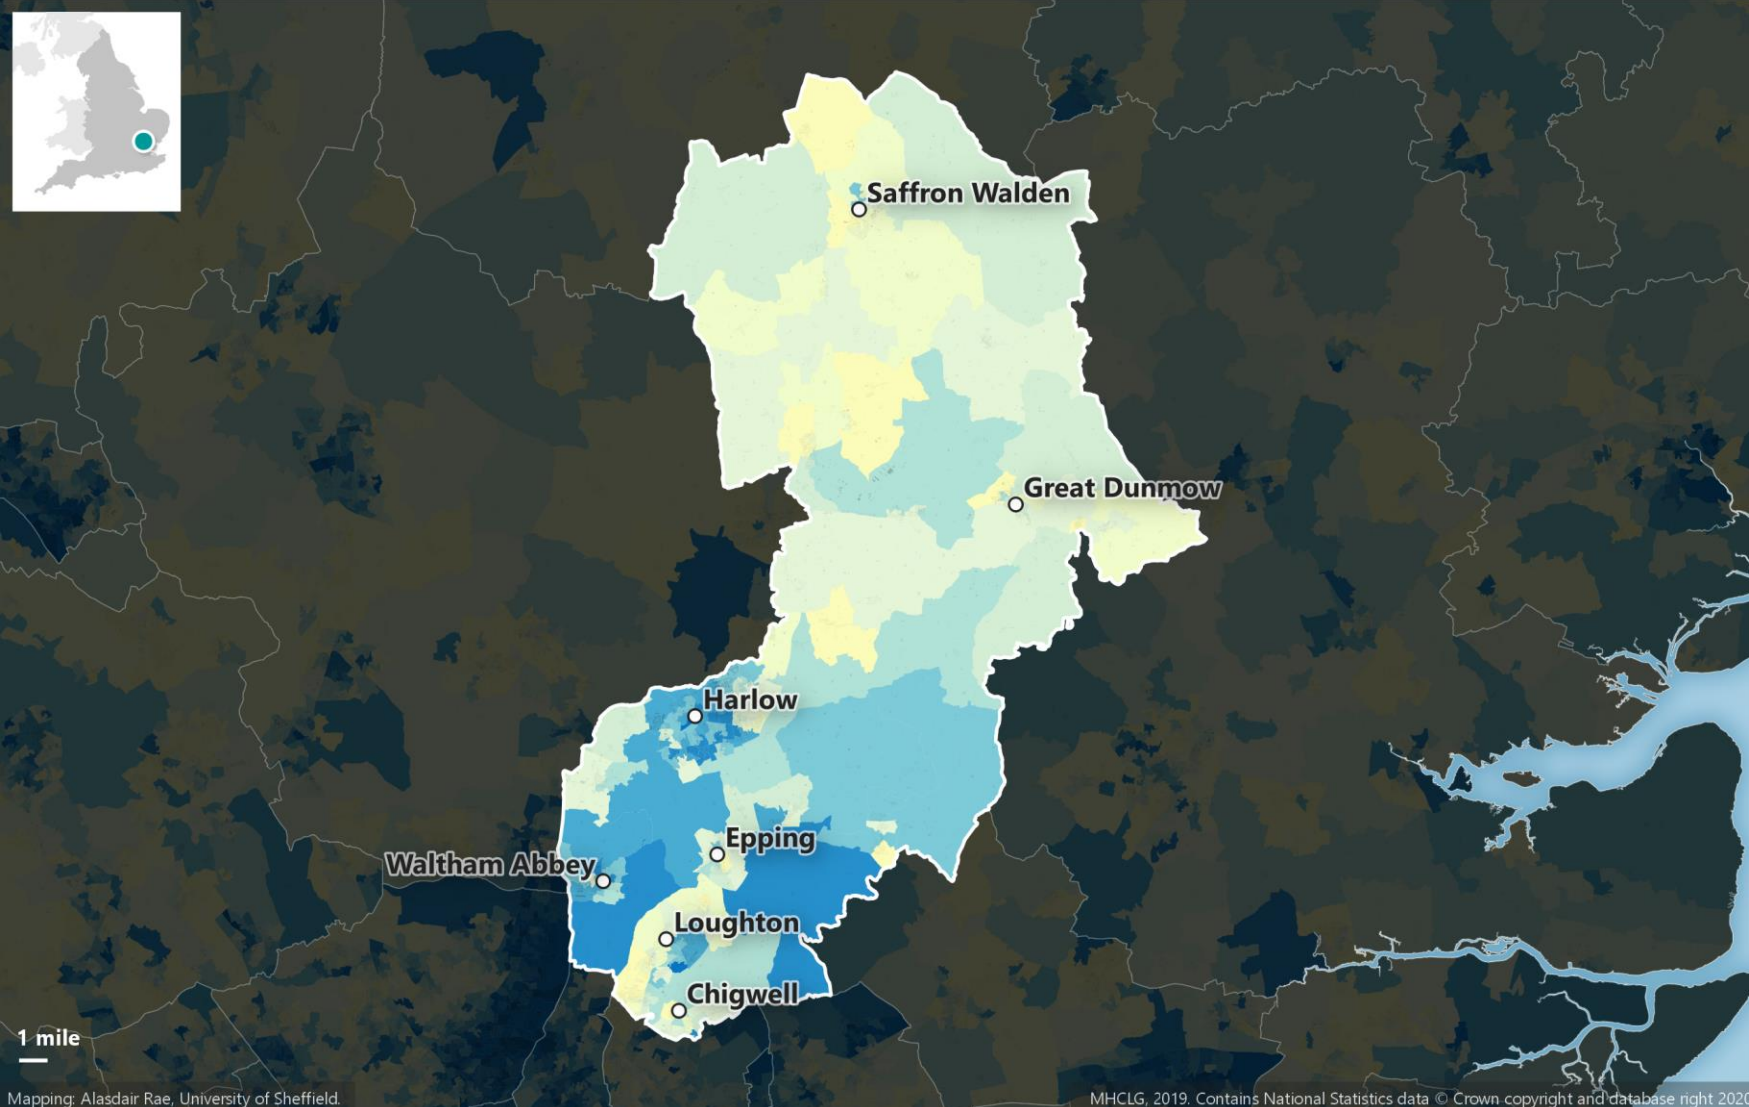 Saffron Walden
Great Dunmow
Harlow
Epping
Waltham Abbey
Loughton
Chigwell
1 mile
Mapping: Alasdair Rae, University of Sheffield.
MHCLG, 2019. Contains National Statistics data © Crown copyright and database right 2020